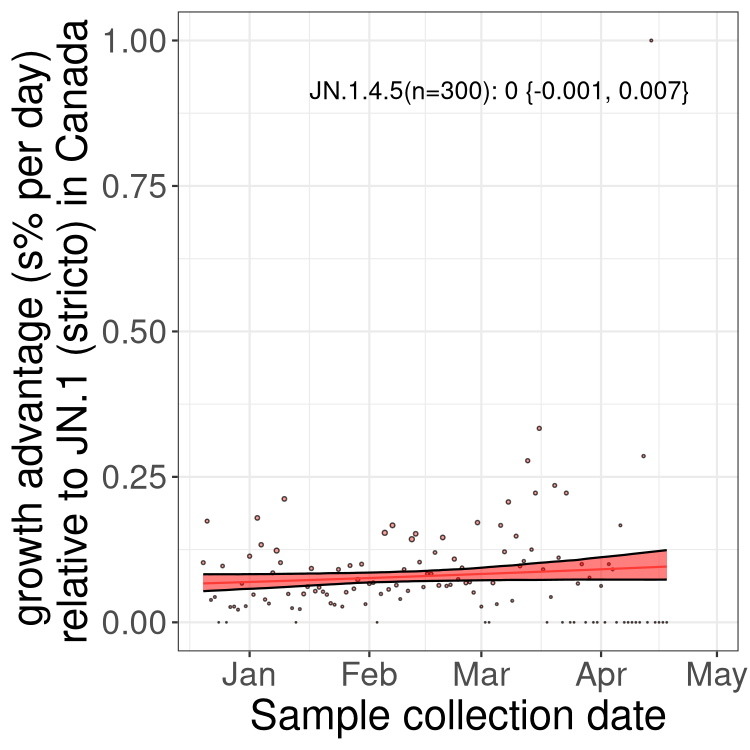 growth advantage (s% per day)
relative to JN.1 (stricto) in Canada
1.00
0.75
0.50
0.25
0.00
JN.1.4.5(n=300): 0 {-0.001, 0.007}
Jan Feb Mar Apr May
Sample collection date